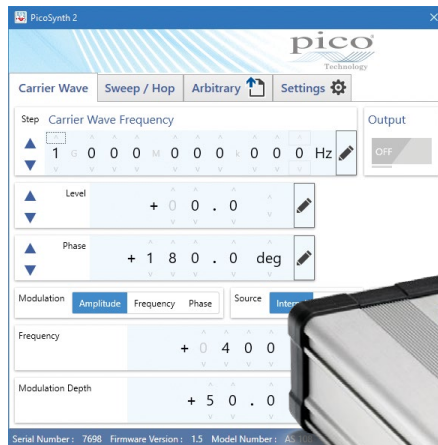 PicoSynth 2
pico
Technology
Carrier Wave Sweep / Hop Arbitrary Settings
Step Carrier Wave Frequency Output
1 G 0 0 0 M 0 0 0 k 0 0 0 Hz OFF
Level + 0 0 . 0
Phase + 1 8 0 . 0 deg
Modulation Amplitude Frequency Phase Source
Frequency + 0 4 0 0
Modulation Depth + 5 0 . 0
Serial Number : 7698 Firmware Version : 1.5 Model Number :